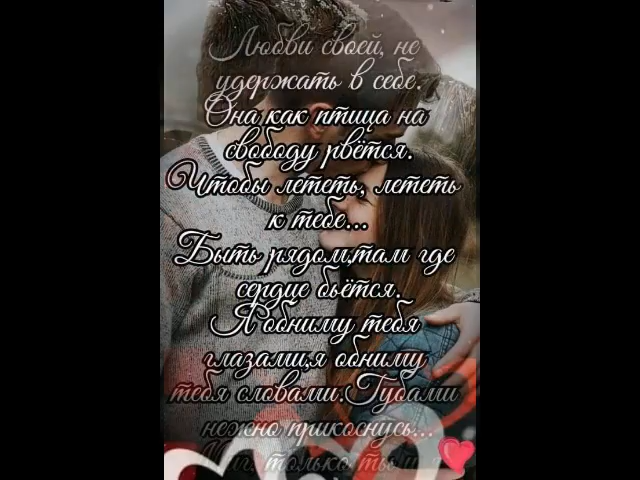 Любви своей, не
удержать в себе.
Она как птица на
свободу рвётся.
Чтобы лететь, лететь
к тебе...
Быть рядом,там где
сердце бьётся.
Я обниму тебя
глазами,я обниму
тебя словами.Губами
нежно прикоснусь...
только ты